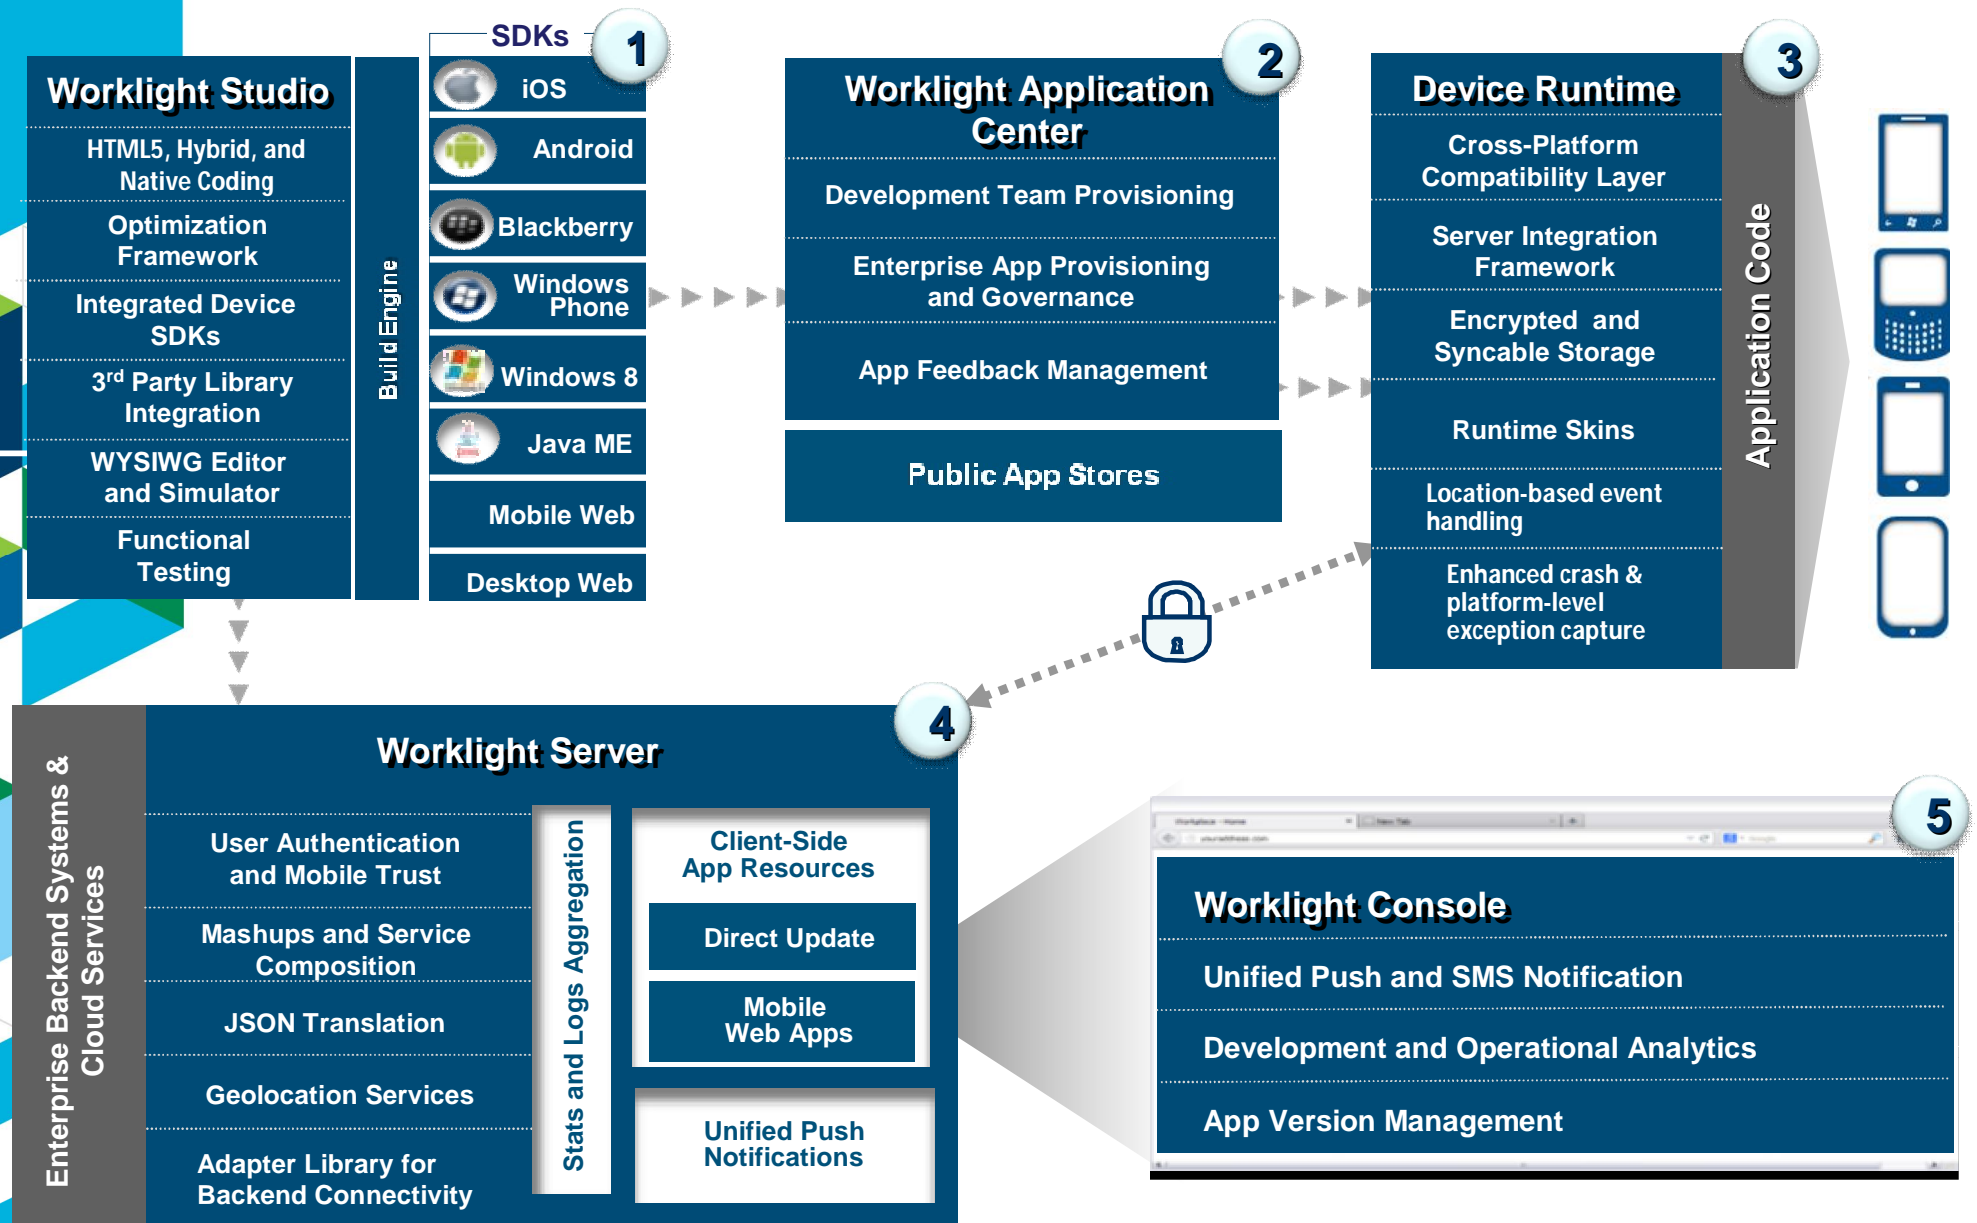 Worklight Studio
HTML5, Hybrid, and
Native Coding
Optimization
Framework
Integrated Device
SDKs
3rd Party Library
Integration
WYSIWG Editor
and Simulator
Functional
Testing
Build Engine
SDKs
1
iOS
Android
Blackberry
Windows
Phone
Windows 8
Java ME
Mobile Web
Desktop Web
2
Worklight Application
Center
Development Team Provisioning
Enterprise App Provisioning
and Governance
App Feedback Management
Public App Stores
3
Device Runtime
Cross-Platform
Compatibility Layer
Server Integration
Framework
Encrypted and
Syncable Storage
Runtime Skins
Location-based event
handling
Enhanced crash &
platform-level
exception capture
Application Code
4
Enterprise Backend Systems &
Cloud Services
Worklight Server
User Authentication
and Mobile Trust
Mashups and Service
Composition
JSON Translation
Geolocation Services
Adapter Library for
Backend Connectivity
Stats and Logs Aggregation
Client-Side
App Resources
Direct Update
Mobile
Web Apps
Unified Push
Notifications
5
Workplace - Home
New Tab
youraddress.com
Google
Worklight Console
Unified Push and SMS Notification
Development and Operational Analytics
App Version Management